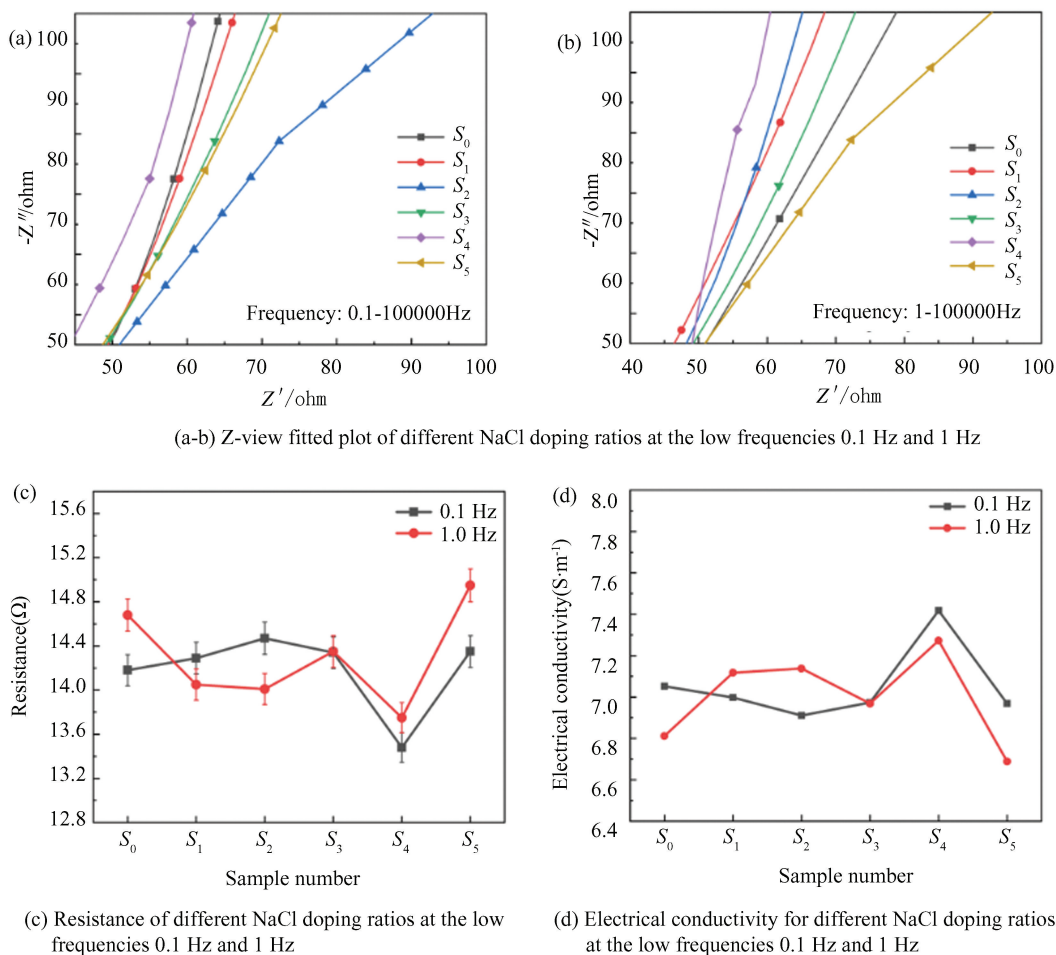 (a)
-Z''/ohm
100
90
80
70
60
50
S0
S1
S2
S3
S4
S5
Frequency: 0.1-100000Hz
50 60 70 80 90 100
Z'/ohm
(b)
-Z''/ohm
100
90
80
70
60
50
S0
S1
S2
S3
S4
S5
Frequency: 1-100000Hz
40 50 60 70 80 90 100
Z'/ohm
(a-b) Z-view fitted plot of different NaCl doping ratios at the low frequencies 0.1 Hz and 1 Hz
(c)
Resistance(Ω)
15.6
15.2
14.8
14.4
14.0
13.6
13.2
12.8
0.1 Hz
1.0 Hz
S0 S1 S2 S3 S4 S5
Sample number
(c) Resistance of different NaCl doping ratios at the low
frequencies 0.1 Hz and 1 Hz
(d)
Electrical conductivity(S·m-1)
8.0
7.8
7.6
7.4
7.2
7.0
6.8
6.4
0.1 Hz
1.0 Hz
S0 S1 S2 S3 S4 S5
Sample number
(d) Electrical conductivity for different NaCl doping ratios
at the low frequencies 0.1 Hz and 1 Hz